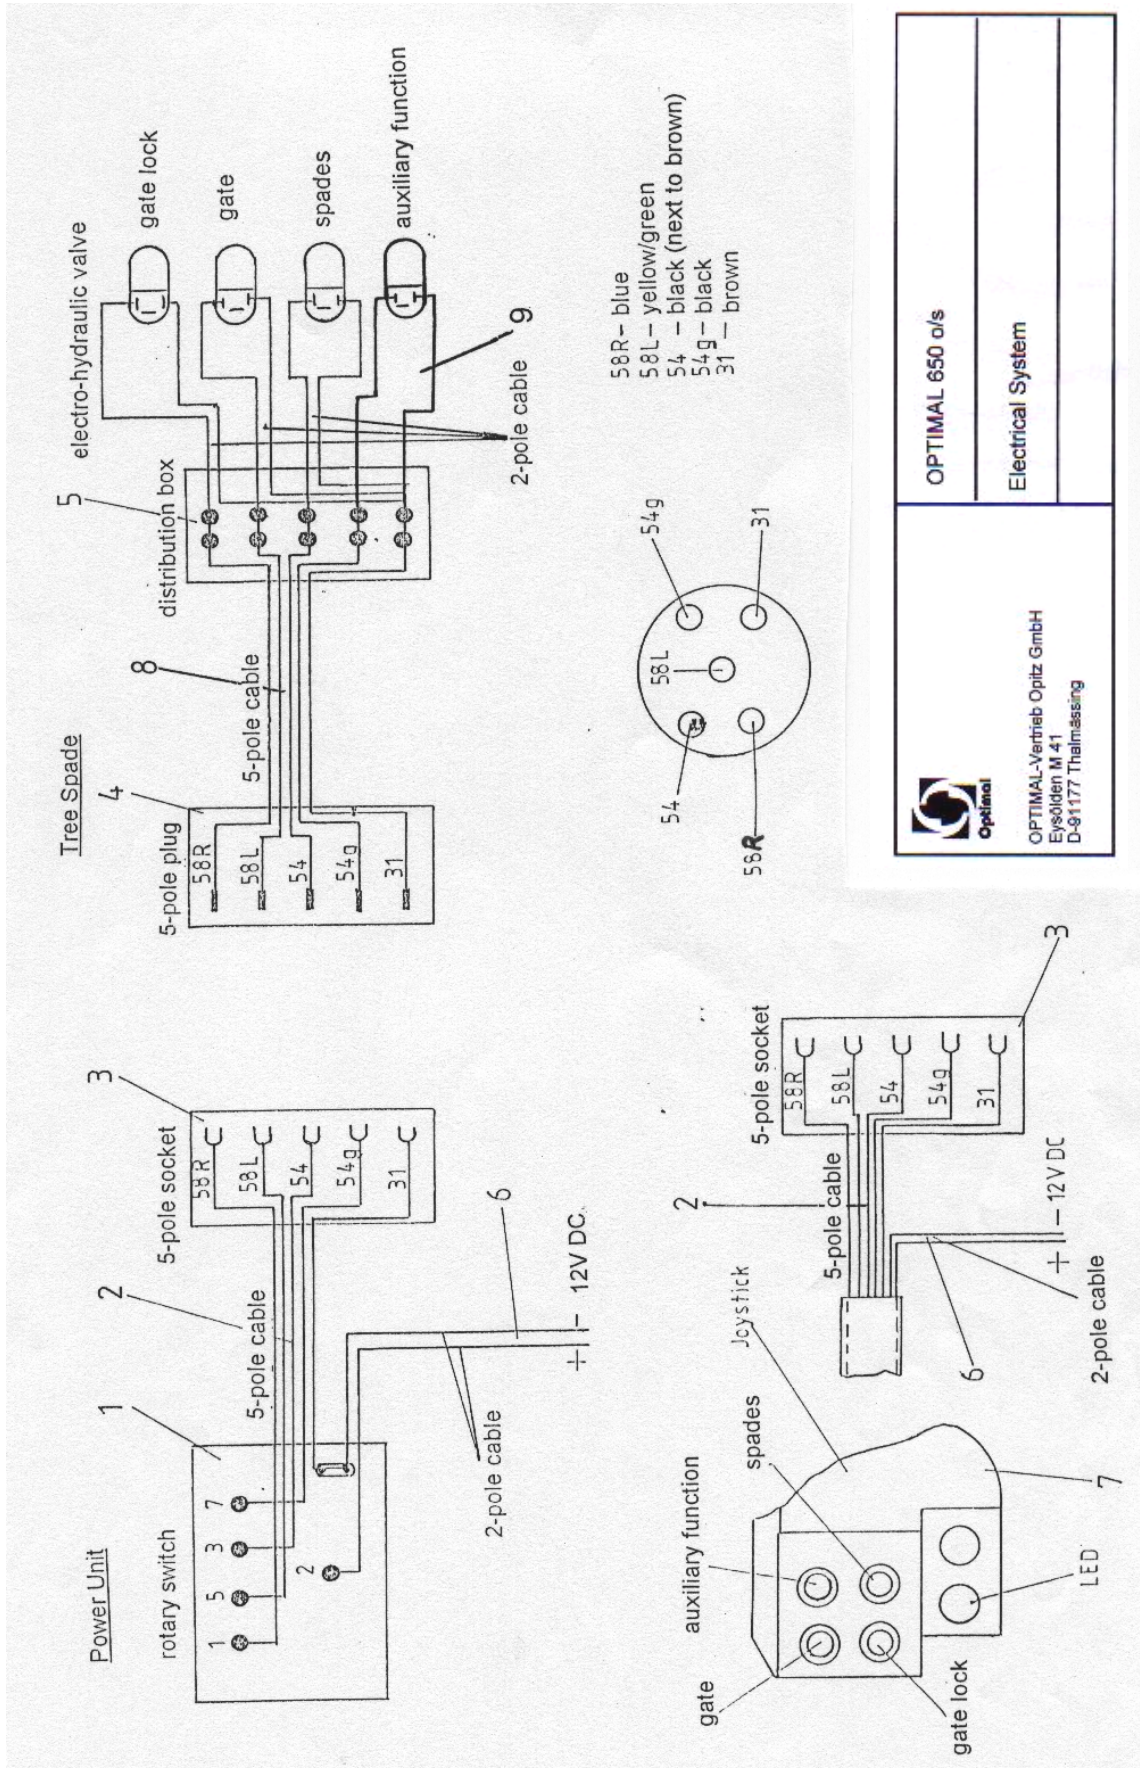 Power Unit
rotary switch
1
5
3
7
2
1
5-pole cable
2
5-pole socket
3
58R
58L
54
54g
31
2-pole cable
6
+ − 12V DC
Tree Spade
5-pole plug
4
58R
58L
54
54g
31
5-pole cable
8
distribution box
5
electro-hydraulic valve
gate lock
gate
spades
auxiliary function
9
2-pole cable
58R – blue
58L – yellow/green
54 – black (next to brown)
54g – black
31 – brown
54g
31
58L
54
58R
gate
auxiliary function
spades
Joystick
gate lock
LED
7
5-pole cable
2
5-pole socket
58R
58L
54
54g
31
3
+ − 12V DC
6
2-pole cable
Optimal
OPTIMAL-Vertrieb Opitz GmbH
Eysölden M 41
D-91177 Thalmässing
OPTIMAL 650 o/s
Electrical System